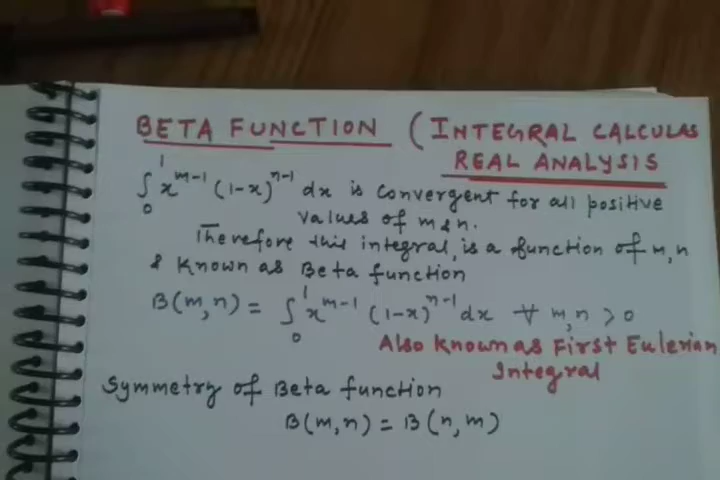 BETA FUNCTION (INTEGRAL CALCULAS
REAL ANALYSIS
∫₀¹ x^{m-1} (1-x)^{n-1} dx is convergent for all positive
values of m & n.
Therefore this integral, is a function of m, n
& known as Beta function
B(m,n) = ∫₀¹ x^{m-1} (1-x)^{n-1} dx ∀ m,n > 0
Also known as First Eulerian
Integral
Symmetry of Beta function
B(m,n) = B(n,m)